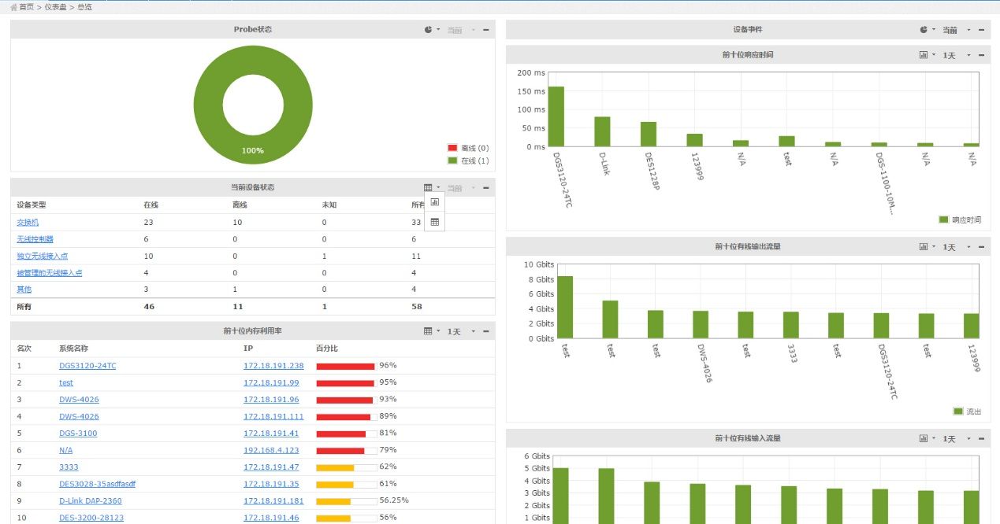 首页 > 仪表盘 > 总览
Probe状态
当前
100%
离线 (0)
在线 (1)
当前设备状态
当前
设备类型 在线 离线 未知 所有
交换机 23 10 0 33
无线控制器 6 0 0 6
独立无线接入点 10 0 1 11
被管理的无线接入点 4 0 0 4
其他 3 1 0 4
所有 46 11 1 58
前十位内存利用率
1天
名次 系统名称 IP 百分比
1 DGS3120-24TC 172.18.191.238 96%
2 test 172.18.191.99 95%
3 DWS-4026 172.18.191.96 93%
4 DWS-4026 172.18.191.111 89%
5 DGS-3100 172.18.191.41 81%
6 N/A 192.168.4.123 79%
7 3333 172.18.191.47 62%
8 DES3028-35asdfasdf 172.18.191.35 61%
9 D-Link DAP-2360 172.18.191.181 56.25%
10 DES-3200-28123 172.18.191.46 56%
设备事件
当前
前十位响应时间
1天
200 ms
150 ms
100 ms
50 ms
0 ms
DGS3120-24TC
D-Link
DES1228P
123999
N/A
test
N/A
DGS-1100-10M...
N/A
N/A
响应时间
前十位有线输出流量
1天
10 Gbits
8 Gbits
6 Gbits
4 Gbits
2 Gbits
0 Gbits
test
test
test
DWS-4026
test
3333
test
DGS3120-24TC
test
123999
流出
前十位有线输入流量
1天
6 Gbits
5 Gbits
4 Gbits
3 Gbits
2 Gbits
1 Gbits